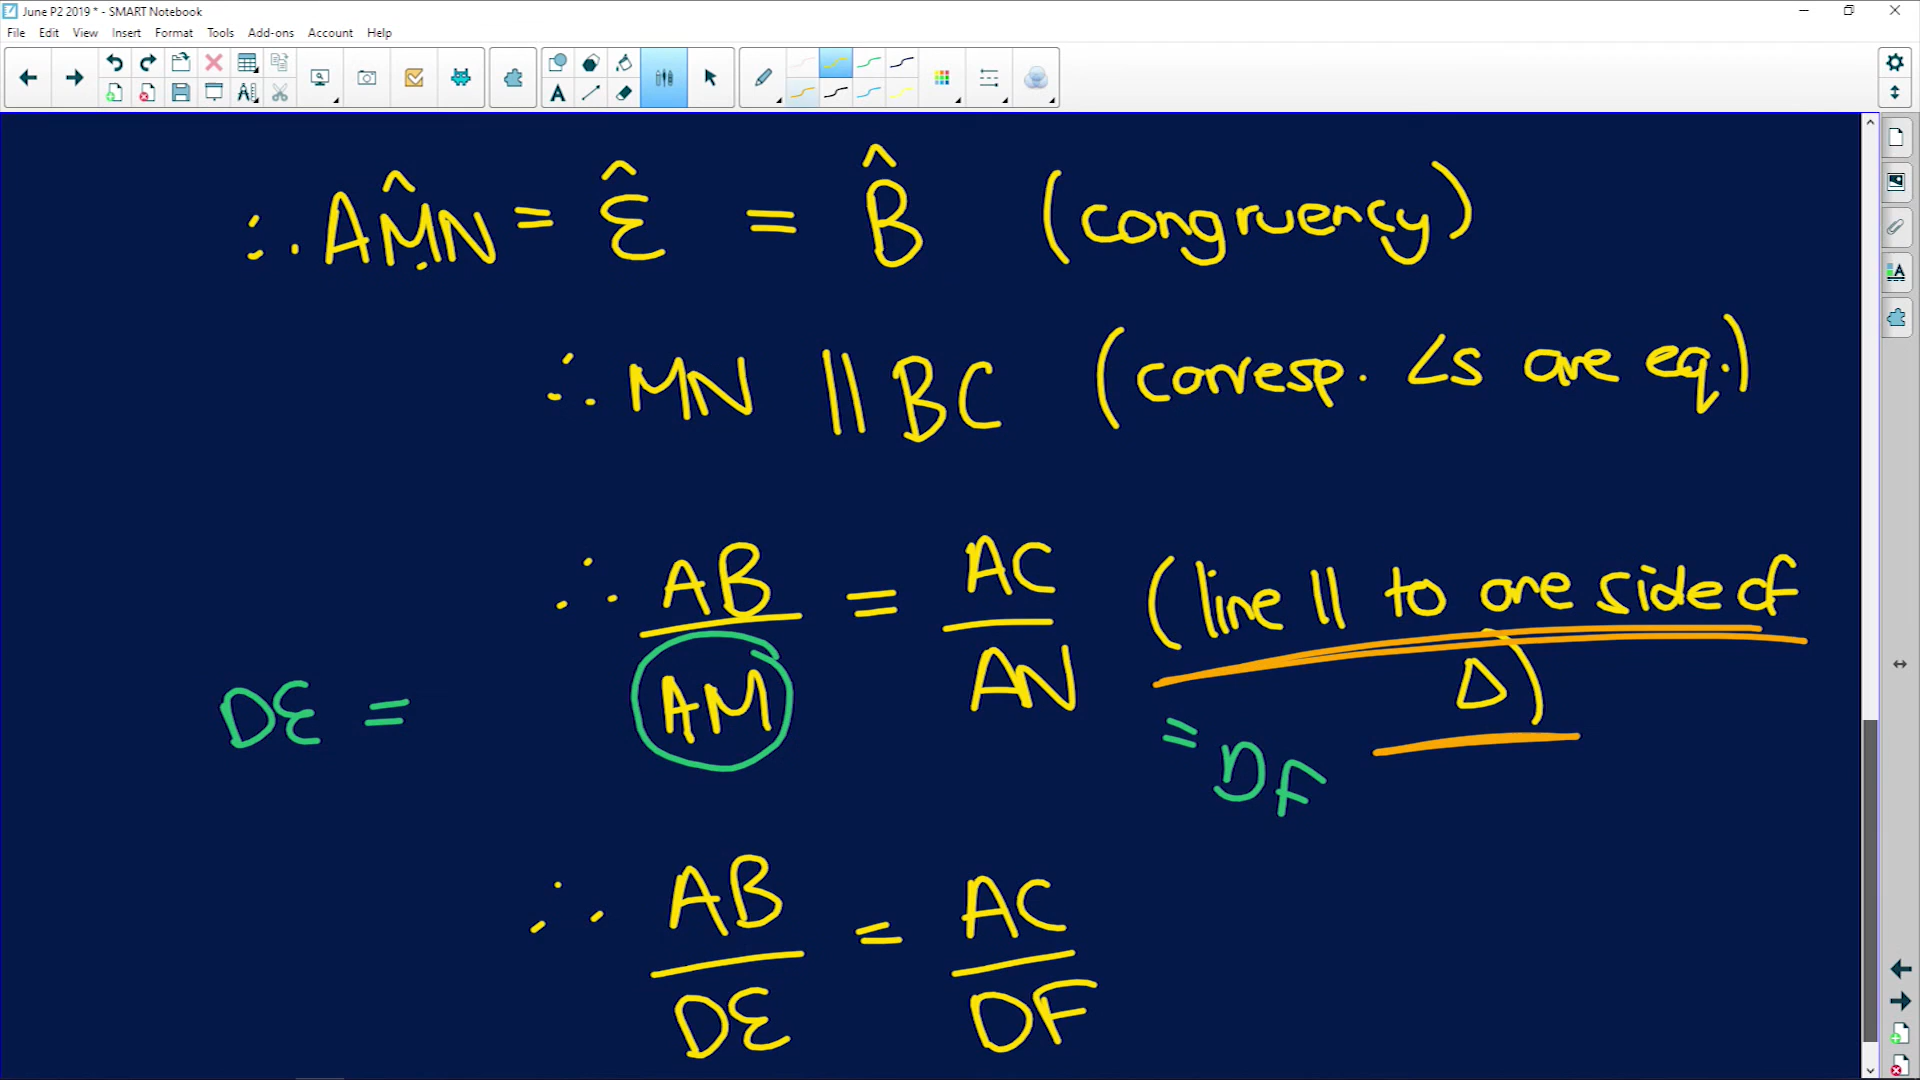 June P2 2019 * - SMART Notebook
File Edit View Insert Format Tools Add-ons Account Help
∴ AM̂N = Ê = B̂ (congruency)
∴ MN || BC (corresp. ∠s are eq.)
∴ AB/AM = AC/AN (line || to one side of Δ)
DE = = DF
∴ AB/DE = AC/DF